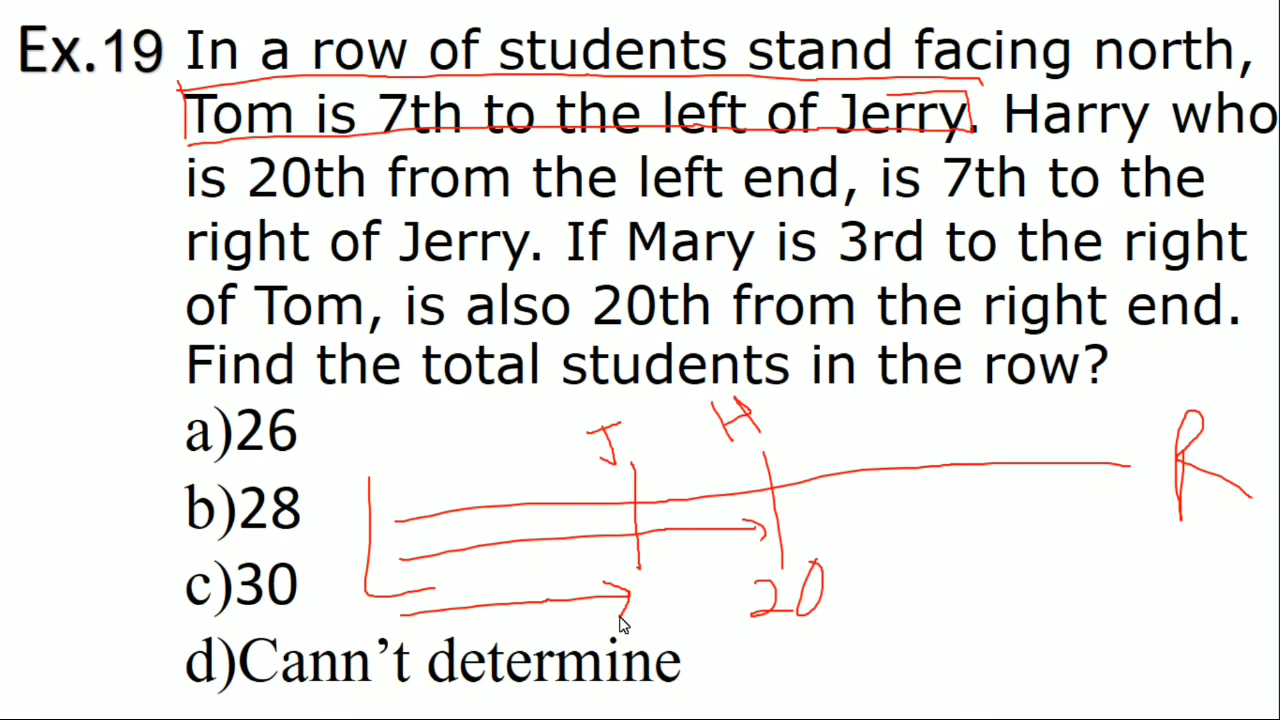 Ex.19 In a row of students stand facing north,
Tom is 7th to the left of Jerry. Harry who
is 20th from the left end, is 7th to the
right of Jerry. If Mary is 3rd to the right
of Tom, is also 20th from the right end.
Find the total students in the row?
a)26
b)28
c)30
d)Cann't determine
J H R
L
20